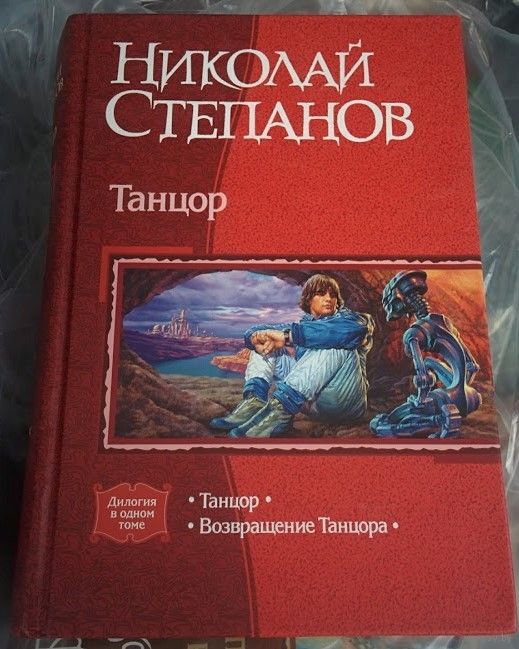 Николай
Степанов
Танцор
Дилогия
в одном
томе
• Танцор •
• Возвращение Танцора •